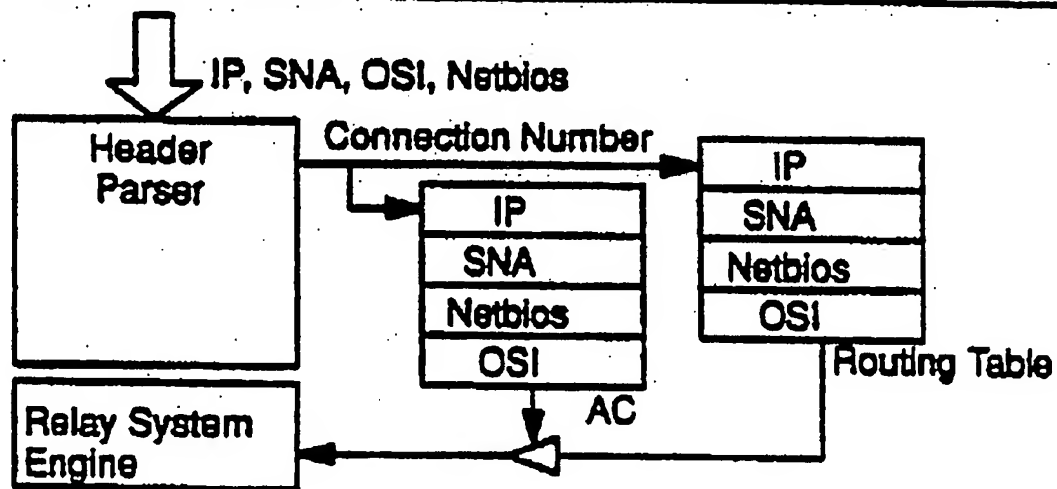 IP, SNA, OSI, Netbios
Header
Parser
Connection Number
IP
SNA
Netbios
OSI
AC
IP
SNA
Netbios
OSI
Routing Table
Relay System
Engine